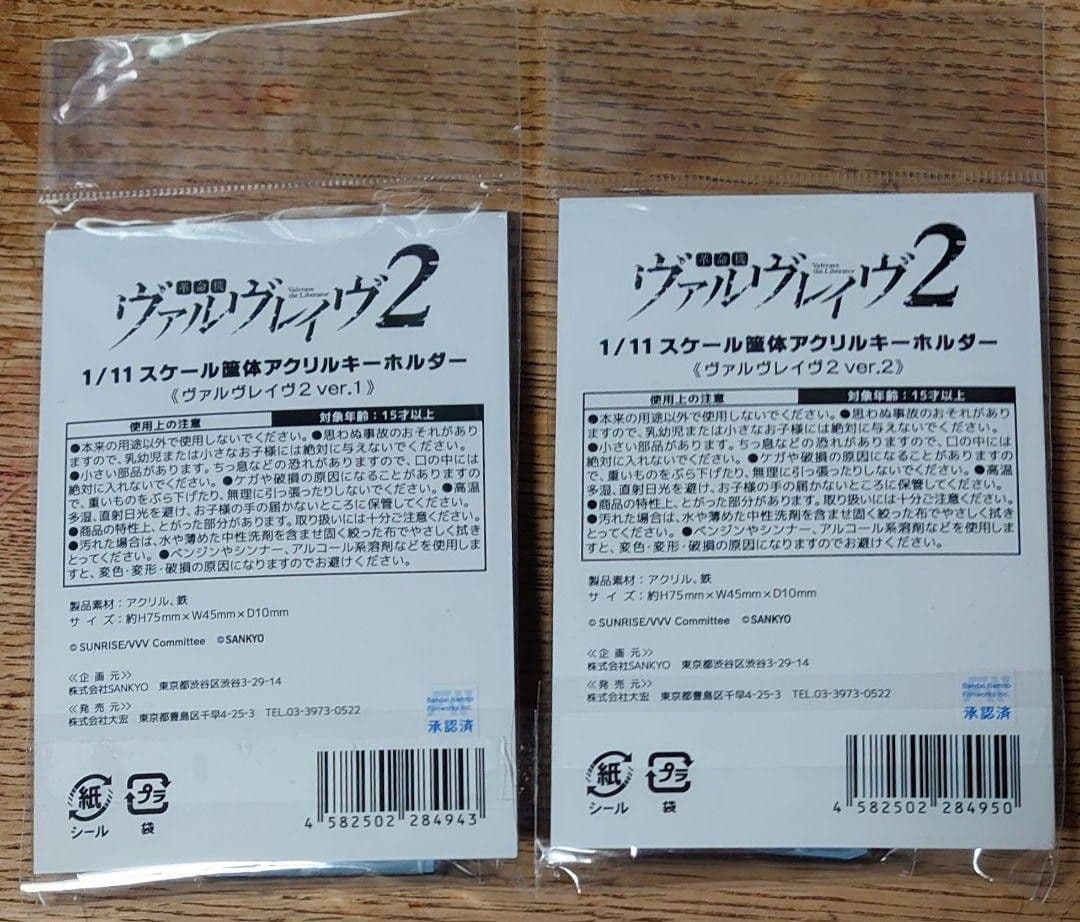 革命機
Valvrave
the Liberator
ヴァルヴレイヴ2
1/11スケール筐体アクリルキーホルダー
《ヴァルヴレイヴ2 ver.1》
使用上の注意
対象年齢：15才以上
●本来の用途以外で使用しないでください。●思わぬ事故のおそれがあり
ますので、乳幼児または小さなお子様には絶対に与えないでください。
●小さい部品があります。ちっ息などの恐れがありますので、口の中には
絶対に入れないでください。●ケガや破損の原因になることがありますの
で、重いものをぶら下げたり、無理に引っ張ったりしないでください。●高温
多湿、直射日光を避け、お子様の手の届かないところに保管してください。
●商品の特性上、とがった部分があります。取り扱いには十分ご注意ください。
●汚れた場合は、水や薄めた中性洗剤を含ませ固く絞った布でやさしく拭き
とってください。●ベンジンやシンナー、アルコール系溶剤などを使用しま
すと、変色・変形・破損の原因になりますのでお避けください。
製品素材：アクリル、鉄
サイズ：約H75mm×W45mm×D10mm
©SUNRISE/VVV Committee ©SANKYO
≪企画元≫
株式会社SANKYO 東京都渋谷区渋谷3-29-14
≪発売元≫
株式会社大宏 東京都豊島区千早4-25-3 TEL.03-3973-0522
Bandai Namco
Filmworks Inc.
承認済
紙
シール
プラ
袋
4 582502 284943
革命機
Valvrave
the Liberator
ヴァルヴレイヴ2
1/11スケール筐体アクリルキーホルダー
《ヴァルヴレイヴ2 ver.2》
使用上の注意
対象年齢：15才以上
●本来の用途以外で使用しないでください。●思わぬ事故のおそれがあり
ますので、乳幼児または小さなお子様には絶対に与えないでください。
●小さい部品があります。ちっ息などの恐れがありますので、口の中には
絶対に入れないでください。●ケガや破損の原因になることがありますの
で、重いものをぶら下げたり、無理に引っ張ったりしないでください。●高温
多湿、直射日光を避け、お子様の手の届かないところに保管してください。
●商品の特性上、とがった部分があります。取り扱いには十分ご注意ください。
●汚れた場合は、水や薄めた中性洗剤を含ませ固く絞った布でやさしく拭き
とってください。●ベンジンやシンナー、アルコール系溶剤などを使用しま
すと、変色・変形・破損の原因になりますのでお避けください。
製品素材：アクリル、鉄
サイズ：約H75mm×W45mm×D10mm
©SUNRISE/VVV Committee ©SANKYO
≪企画元≫
株式会社SANKYO 東京都渋谷区渋谷3-29-14
≪発売元≫
株式会社大宏 東京都豊島区千早4-25-3 TEL.03-3973-0522
Bandai Namco
Filmworks Inc.
承認済
紙
シール
プラ
袋
4 582502 284950